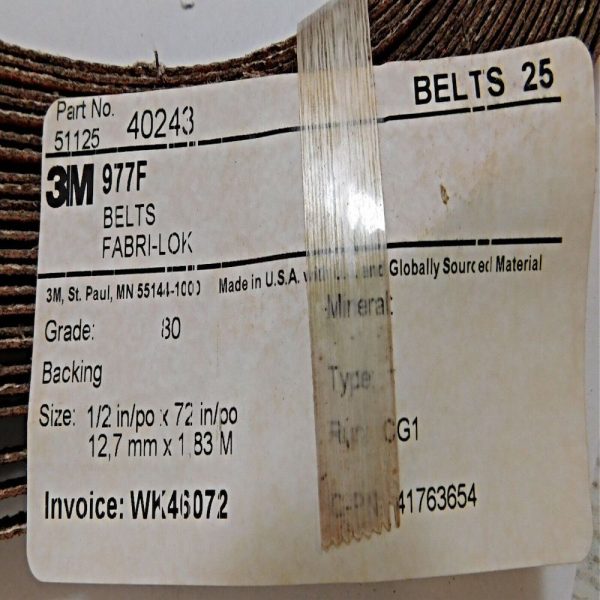 Part No.
51125 40243
BELTS 25
3M 977F
BELTS
FABRI-LOK
3M, St. Paul, MN 55144-1000 Made in U.S.A. with and Globally Sourced Material
Grade: 80
Mineral:
Backing
Type:
Size: 1/2 in/po x 72 in/po
12,7 mm x 1,83 M
CG1
Invoice: WK46072
41763654